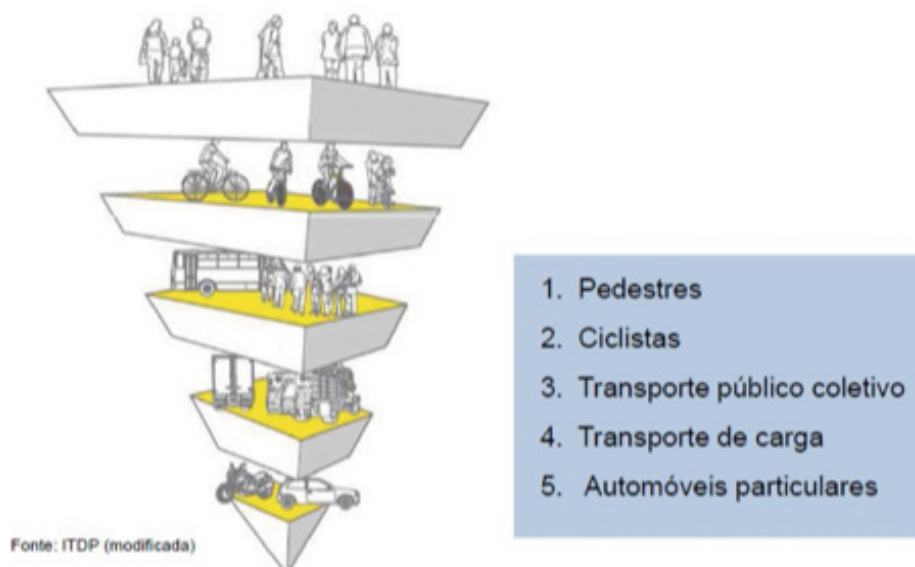 1. Pedestres
2. Ciclistas
3. Transporte público coletivo
4. Transporte de carga
5. Automóveis particulares
Fonte: ITDP (modificada)